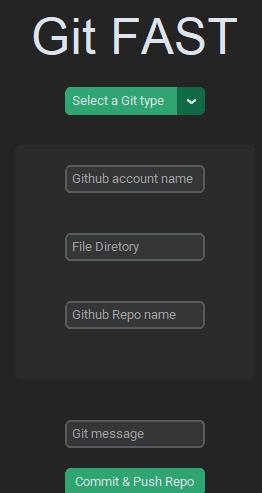 Git FAST
Select a Git type
Github account name
File Diretory
Github Repo name
Git message
Commit & Push Repo